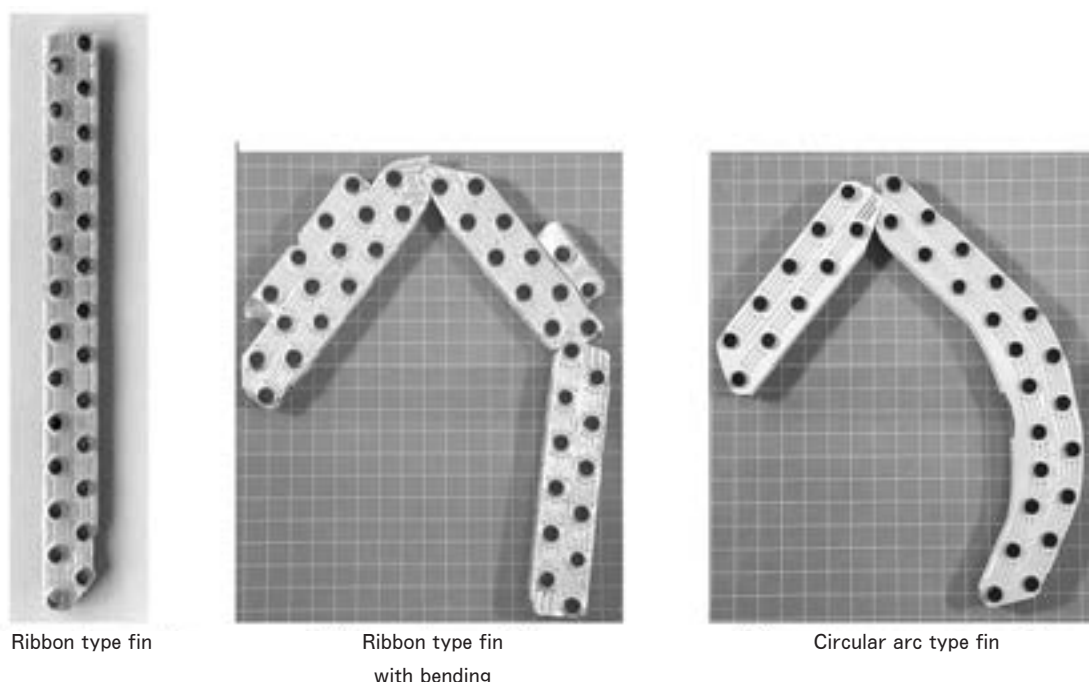 Ribbon type fin
Ribbon type fin
with bending
Circular arc type fin